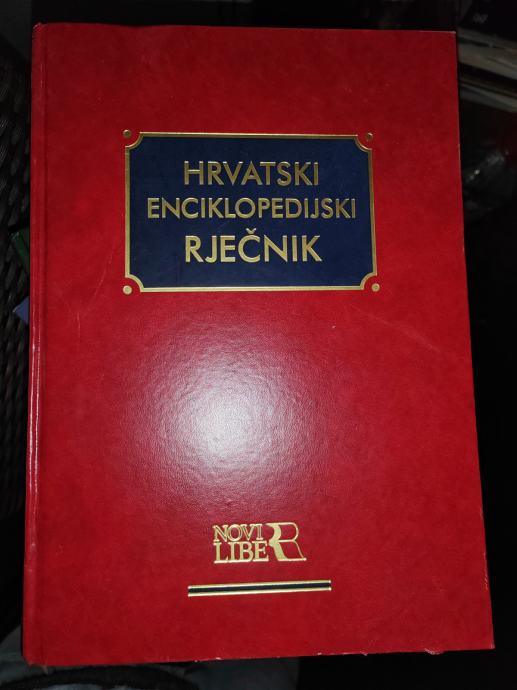 HRVATSKI
ENCIKLOPEDIJSKI
RJEČNIK
NOVI
LIBER